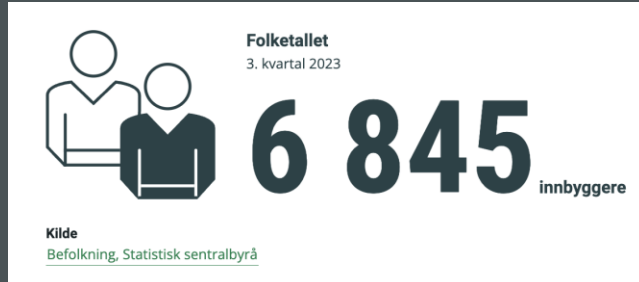 Folketallet
3. kvartal 2023
6 845 innbyggere
Kilde
Befolkning, Statistisk sentralbyrå